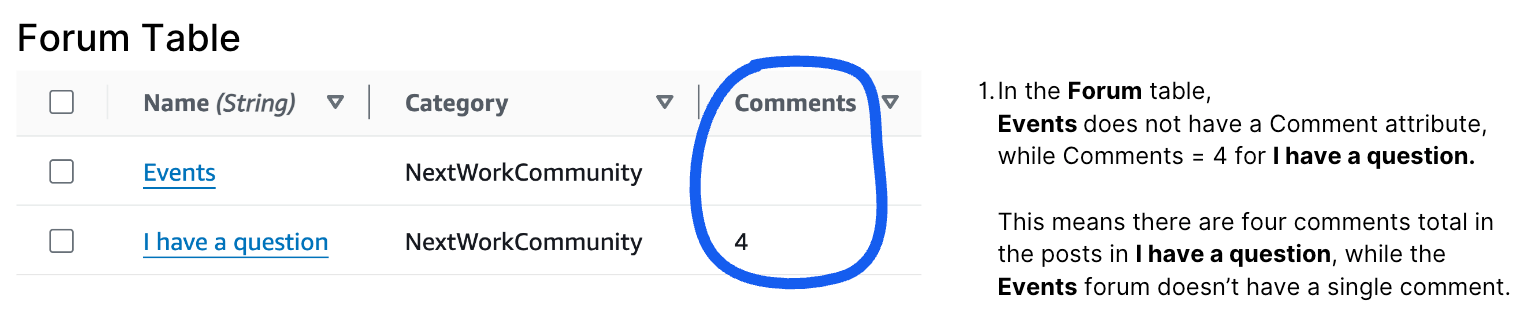 Forum Table
Name (String) Category Comments
Events NextWorkCommunity
I have a question NextWorkCommunity 4
1. In the Forum table,
Events does not have a Comment attribute,
while Comments = 4 for I have a question.
This means there are four comments total in
the posts in I have a question, while the
Events forum doesn’t have a single comment.